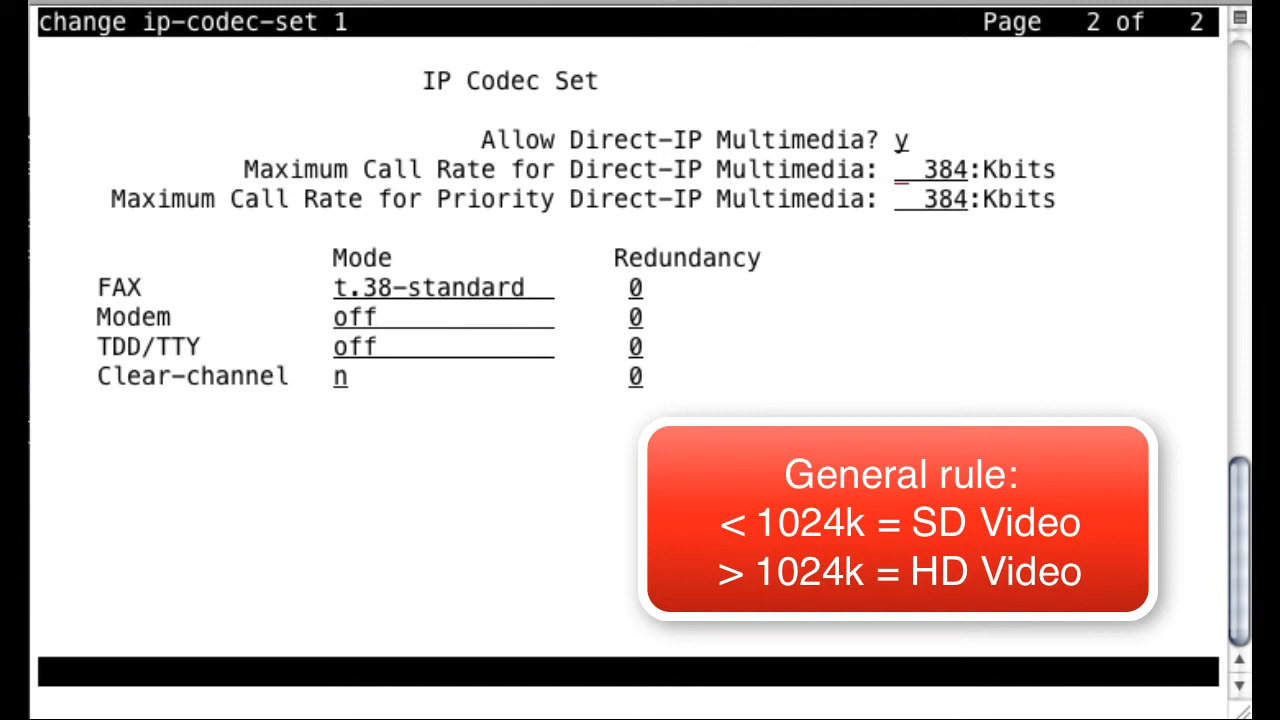 change ip-codec-set 1 Page 2 of 2
IP Codec Set
Allow Direct-IP Multimedia? y
Maximum Call Rate for Direct-IP Multimedia: 384:Kbits
Maximum Call Rate for Priority Direct-IP Multimedia: 384:Kbits
Mode Redundancy
FAX t.38-standard 0
Modem off 0
TDD/TTY off 0
Clear-channel n 0
General rule:
< 1024k = SD Video
> 1024k = HD Video